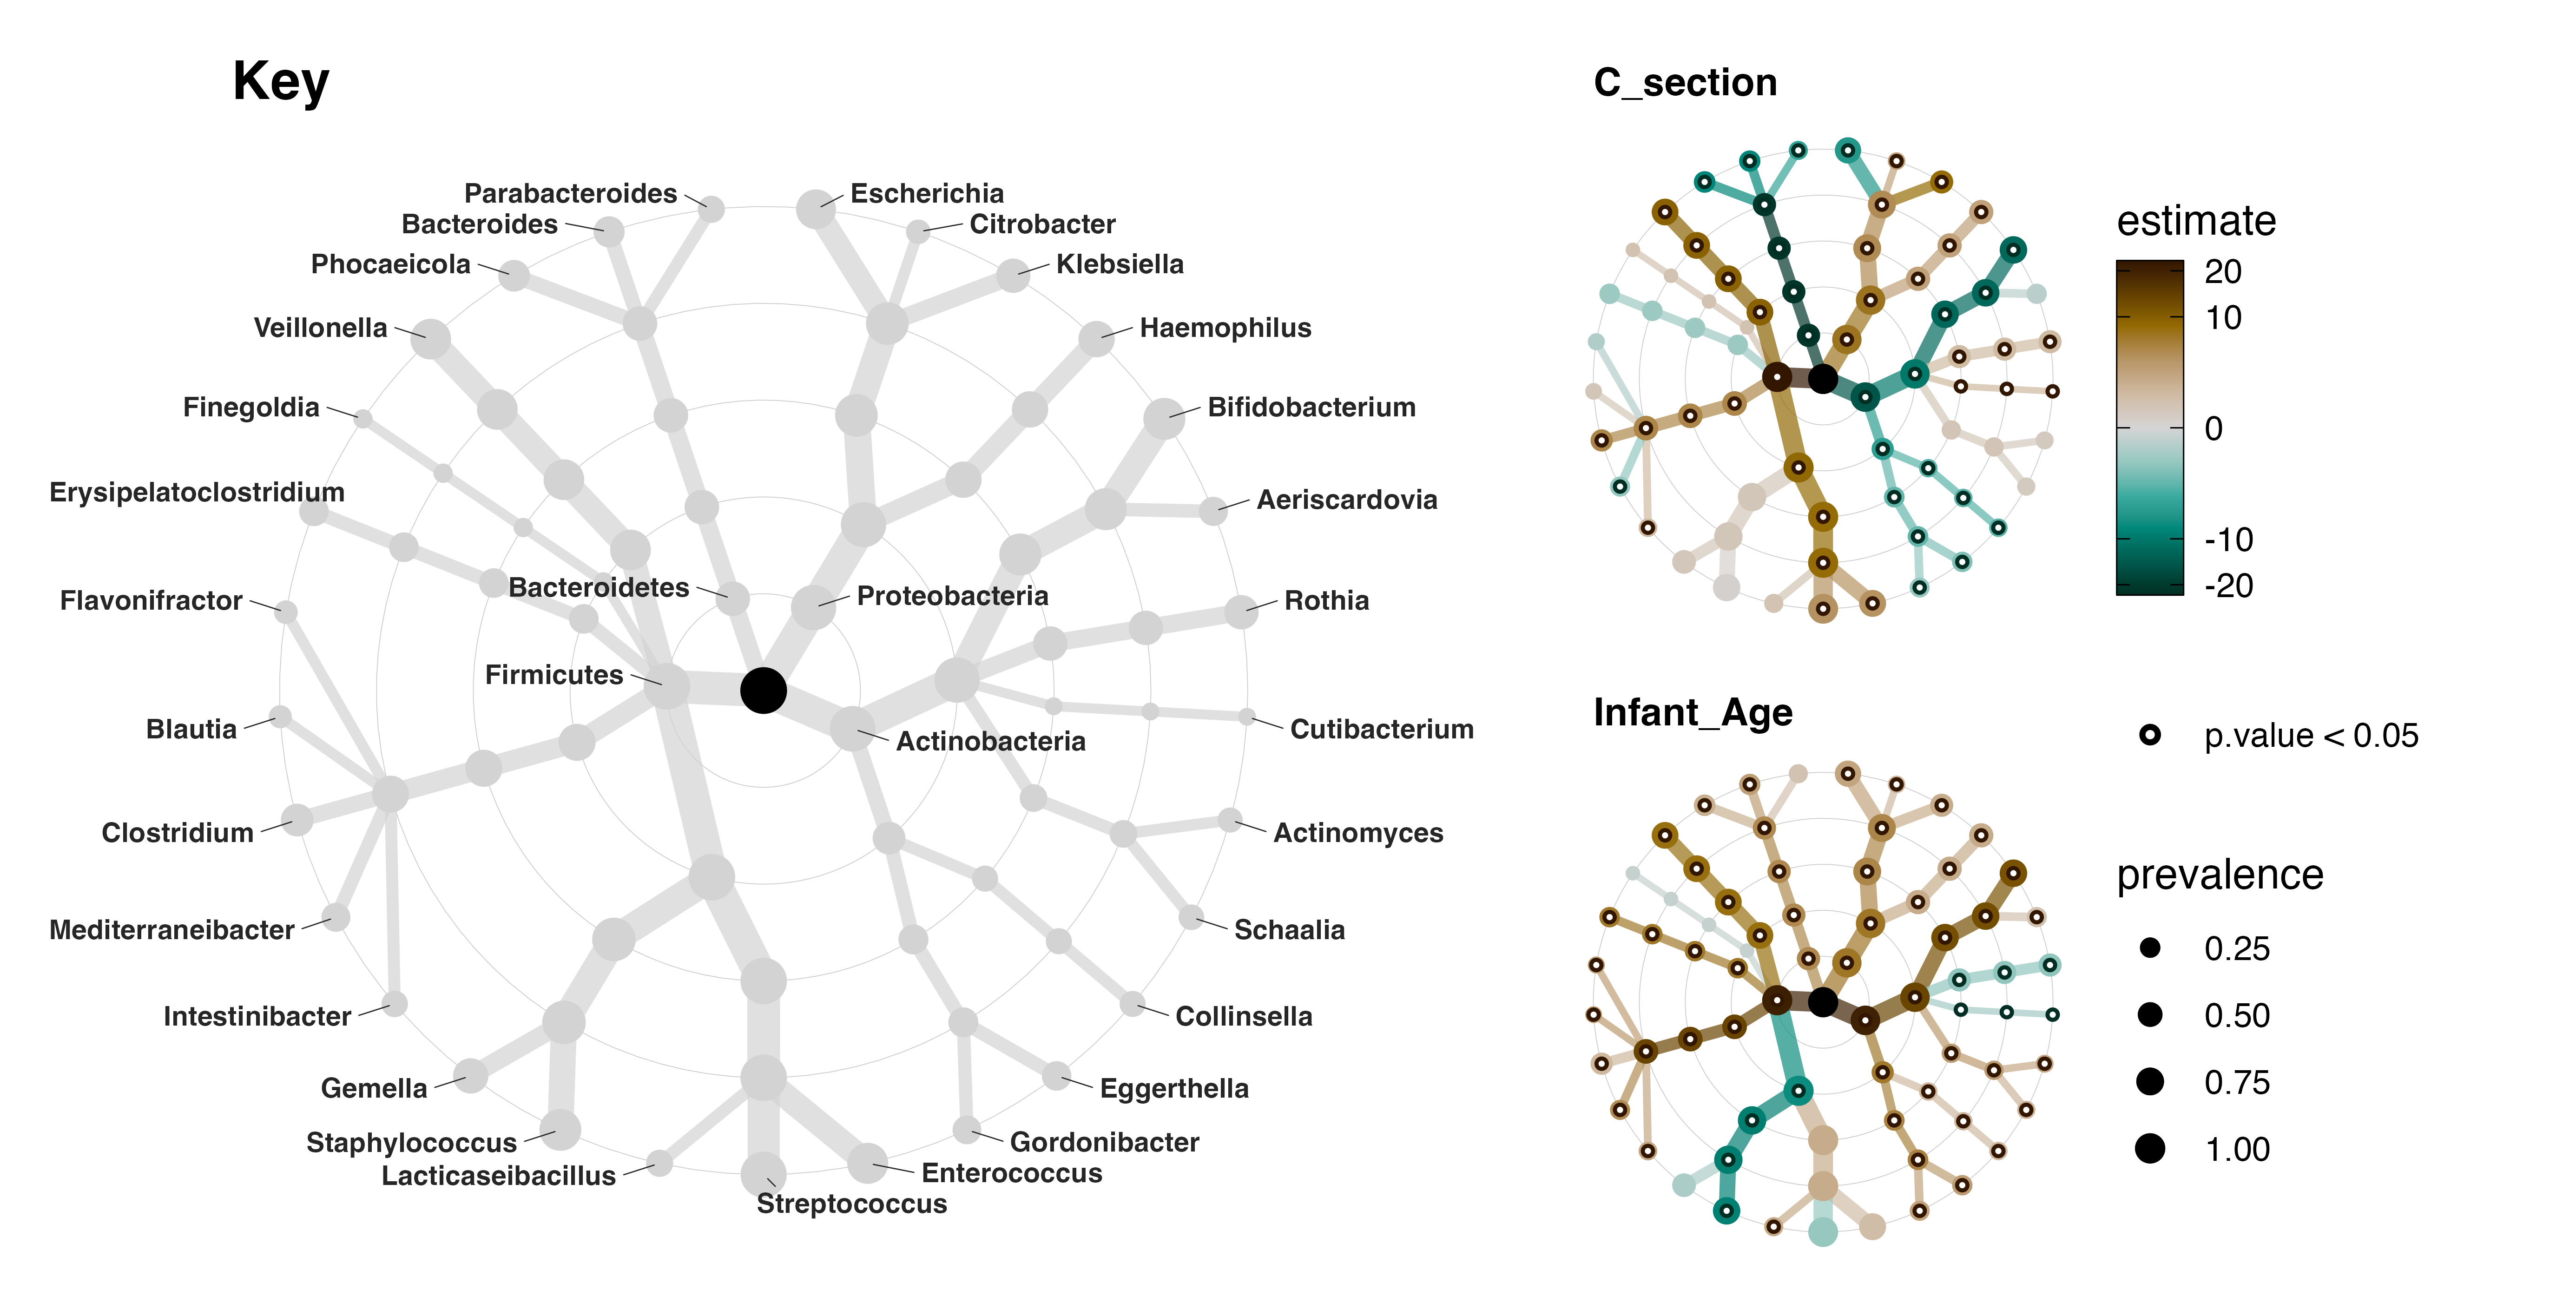 Key
Parabacteroides
Bacteroides
Phocaeicola
Veillonella
Finegoldia
Erysipelatoclostridium
Flavonifractor
Blautia
Clostridium
Mediterraneibacter
Intestinibacter
Gemella
Staphylococcus
Lacticaseibacillus
Streptococcus
Enterococcus
Gordonibacter
Eggerthella
Collinsella
Schaalia
Actinomyces
Cutibacterium
Rothia
Aeriscardovia
Bifidobacterium
Haemophilus
Klebsiella
Citrobacter
Escherichia
Bacteroidetes
Proteobacteria
Firmicutes
Actinobacteria
C_section
Infant_Age
estimate
20
10
0
-10
-20
p.value < 0.05
prevalence
0.25
0.50
0.75
1.00